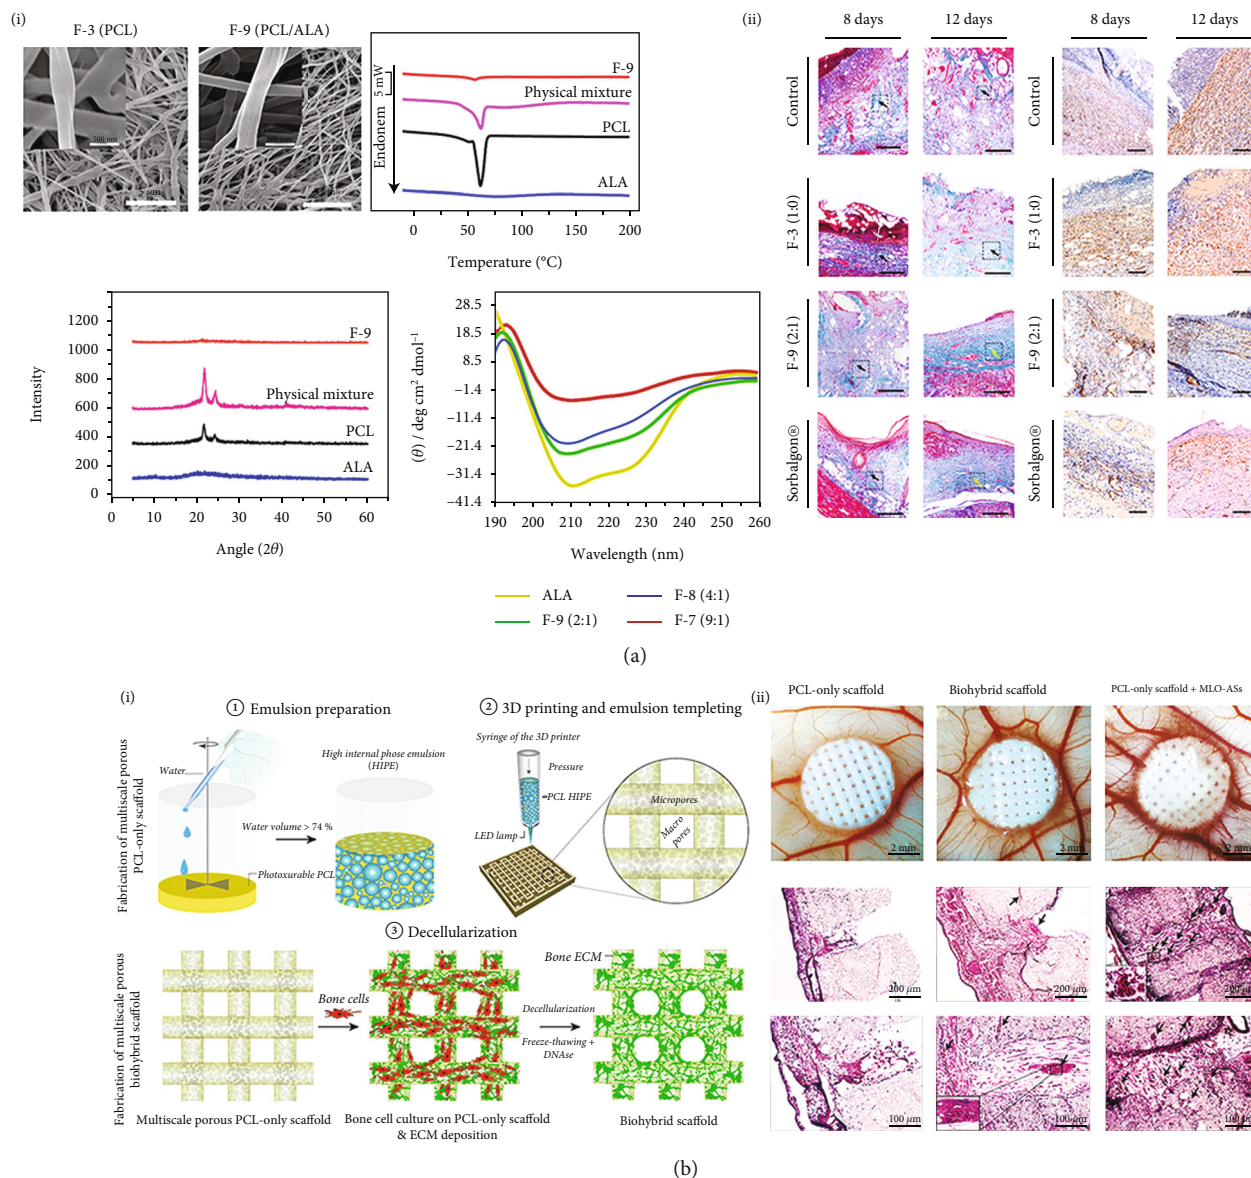 (i)
F-3 (PCL)
F-9 (PCL/ALA)
500 nm
5 μm
500 nm
5 mW
Endonem
F-9
Physical mixture
PCL
ALA
0 50 75 100 125 150 175 200
Temperature (°C)
1200
1000
800
600
400
200
0
Intensity
F-9
Physical mixture
PCL
ALA
0 10 20 30 40 50 60
Angle (2θ)
28.5
18.5
8.5
−1.4
−11.4
−21.4
−31.4
−41.4
(θ) / deg cm² dmol⁻¹
190 200 210 220 230 240 250 260
Wavelength (nm)
ALA
F-8 (4:1)
F-9 (2:1)
F-7 (9:1)
(ii)
8 days
12 days
8 days
12 days
Control
Control
F-3 (1:0)
F-3 (1:0)
F-9 (2:1)
F-9 (2:1)
Sorbalgon®
Sorbalgon®
(a)
(i)
Fabrication of multiscale porous
PCL-only scaffold
1 Emulsion preparation
Water
Water volume > 74 %
Photoxurable PCL
High internal phose emulsion
(HIPE)
2 3D printing and emulsion templeting
Syringe of the 3D printer
Pressure
PCL HIPE
LED lamp
Micropores
Macro
pores
3 Decellularization
Fabrication of multiscale porous
biohybrid scaffold
Bone cells
Bone ECM
Decellularization
Freeze-thawing +
DNAse
Multiscale porous PCL-only scaffold
Bone cell culture on PCL-only scaffold
& ECM deposition
Biohybrid scaffold
(ii)
PCL-only scaffold
Biohybrid scaffold
PCL-only scaffold + MLO-ASs
2 mm
2 mm
2 mm
200 μm
200 μm
200 μm
100 μm
100 μm
100 μm
(b)